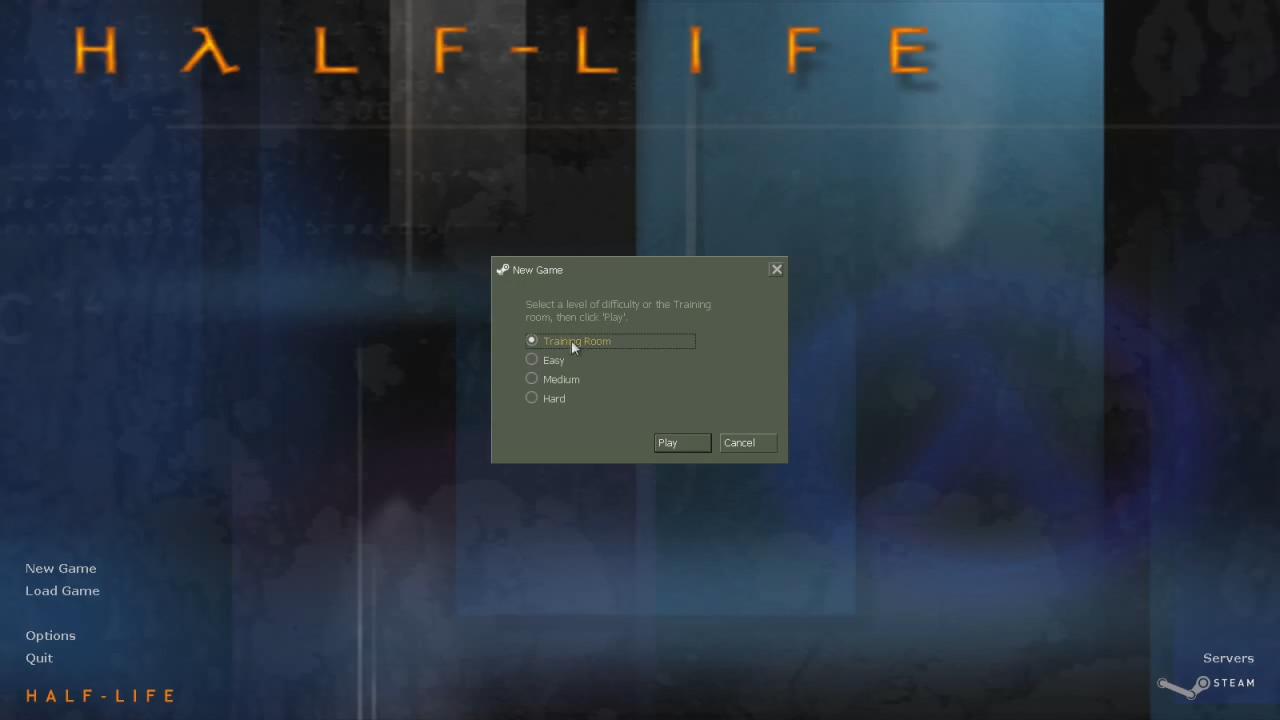 HλLF-LIFE
New Game
Select a level of difficulty or the Training
room, then click 'Play'.
Training Room
Easy
Medium
Hard
Play
Cancel
New Game
Load Game
Options
Quit
HALF-LIFE
Servers
STEAM